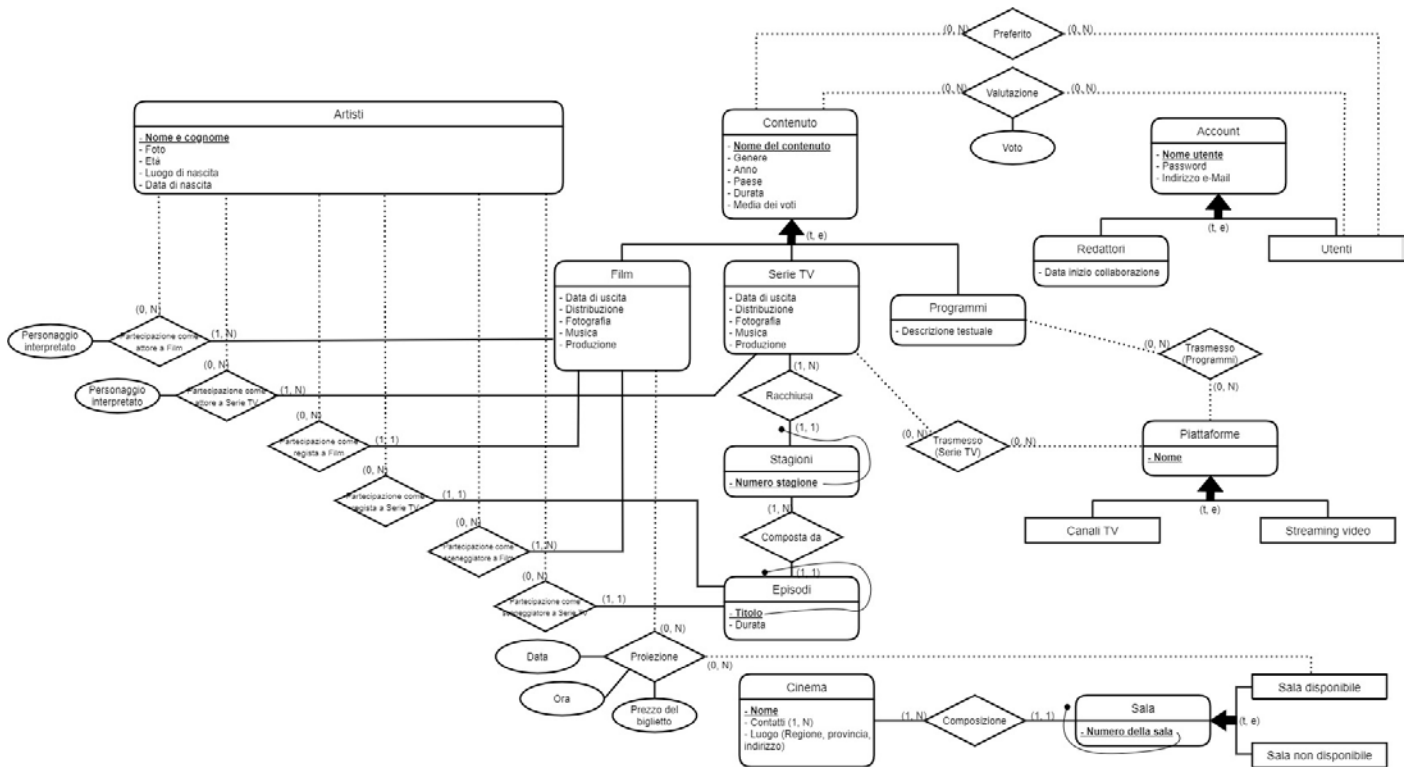 (0, N)
Preferito
(0, N)
(0, N)
Valutazione
(0, N)
Voto
Artisti
- Nome e cognome
- Foto
- Età
- Luogo di nascita
- Data di nascita
Contenuto
- Nome del contenuto
- Genere
- Anno
- Paese
- Durata
- Media dei voti
(t, e)
Account
- Nome utente
- Password
- Indirizzo e-Mail
(t, e)
Redattori
- Data inizio collaborazione
Utenti
Film
- Data di uscita
- Distribuzione
- Fotografia
- Musica
- Produzione
Serie TV
- Data di uscita
- Distribuzione
- Fotografia
- Musica
- Produzione
Programmi
- Descrizione testuale
(0, N)
Personaggio
interpretato
Partecipazione come
attore a Film
(1, N)
(0, N)
Personaggio
interpretato
Partecipazione come
attore a Serie TV
(1, N)
(0, N)
Partecipazione come
regista a Film
(1, 1)
(0, N)
Partecipazione come
regista a Serie TV
(1, 1)
(0, N)
Partecipazione come
sceneggiatore a Film
(1, N)
(0, N)
Partecipazione come
sceneggiatore a Serie TV
(1, 1)
(1, N)
Racchiusa
(1, 1)
Stagioni
- Numero stagione
(1, N)
Composta da
(1, 1)
Episodi
- Titolo
- Durata
(0, N)
Trasmesso
(Programmi)
(0, N)
(0, N)
Trasmesso
(Serie TV)
(0, N)
Piattaforme
- Nome
(t, e)
Canali TV
Streaming video
(0, N)
Data
Proiezione
(0, N)
Ora
Prezzo del
biglietto
Cinema
- Nome
- Contatti (1, N)
- Luogo (Regione, provincia,
indirizzo)
(1, N)
Composizione
(1, 1)
Sala
- Numero della sala
(t, e)
Sala disponibile
Sala non disponibile